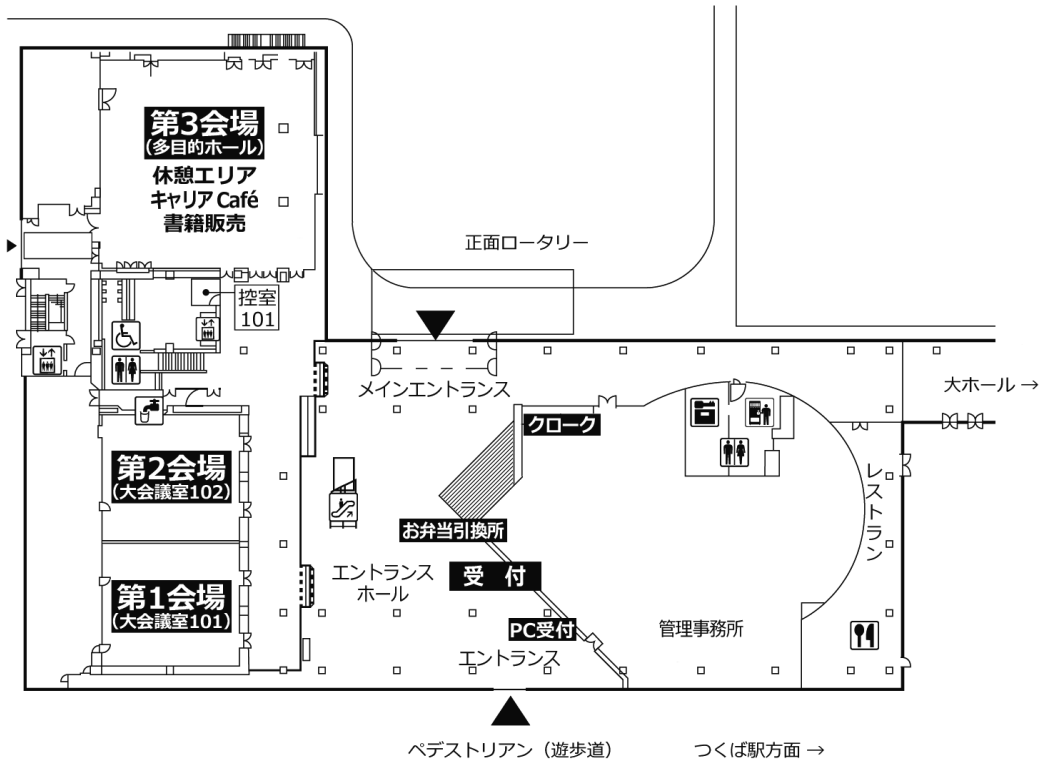 第3会場
(多目的ホール)
休憩エリア
キャリア Café
書籍販売
正面ロータリー
控室
101
メインエントランス
大ホール →
クローク
第2会場
(大会議室102)
レストラン
お弁当引換所
エントランス
ホール
受 付
第1会場
(大会議室101)
PC受付
管理事務所
エントランス
ペデストリアン（遊歩道）
つくば駅方面 →